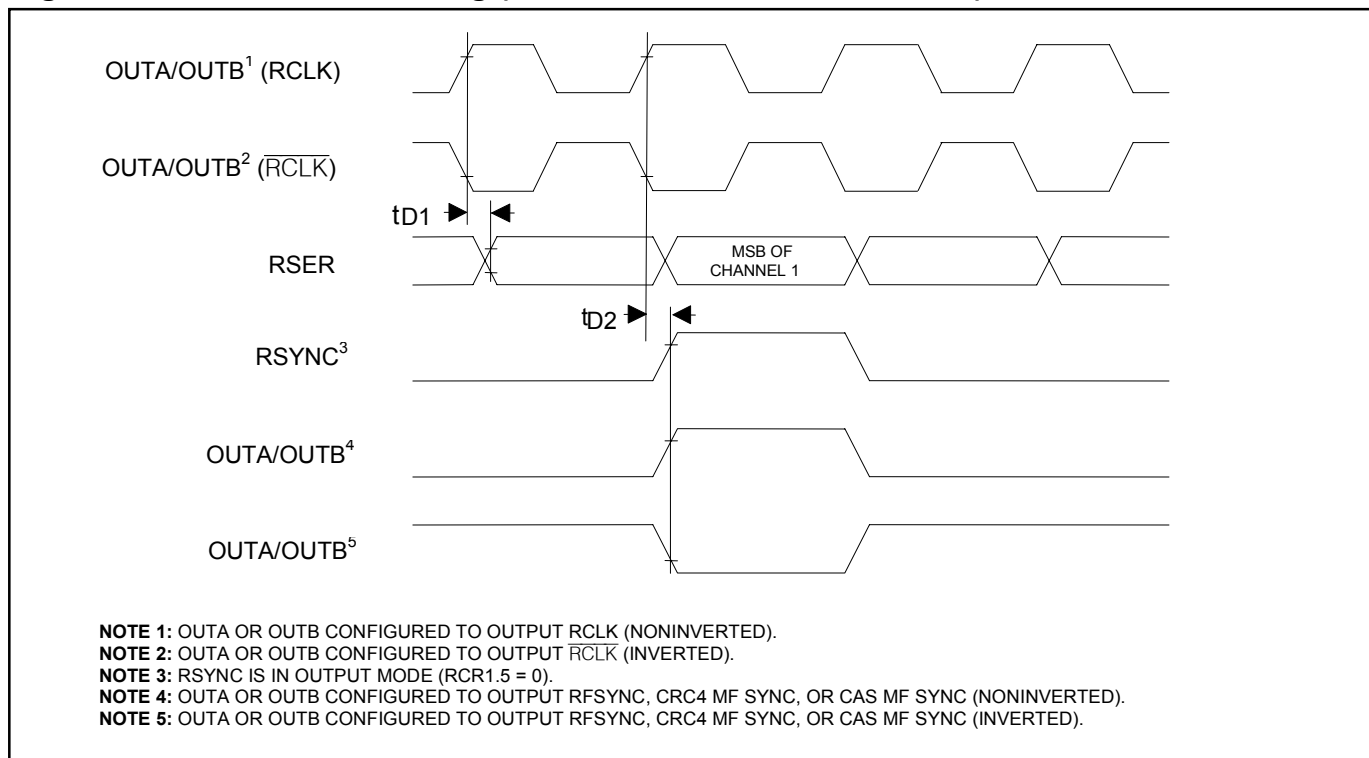 OUTA/OUTB¹ (RCLK)
OUTA/OUTB² (R̅C̅L̅K̅)
tD1
RSER
MSB OF
CHANNEL 1
tD2
RSYNC³
OUTA/OUTB⁴
OUTA/OUTB⁵
NOTE 1: OUTA OR OUTB CONFIGURED TO OUTPUT RCLK (NONINVERTED).
NOTE 2: OUTA OR OUTB CONFIGURED TO OUTPUT R̅C̅L̅K̅ (INVERTED).
NOTE 3: RSYNC IS IN OUTPUT MODE (RCR1.5 = 0).
NOTE 4: OUTA OR OUTB CONFIGURED TO OUTPUT RFSYNC, CRC4 MF SYNC, OR CAS MF SYNC (NONINVERTED).
NOTE 5: OUTA OR OUTB CONFIGURED TO OUTPUT RFSYNC, CRC4 MF SYNC, OR CAS MF SYNC (INVERTED).